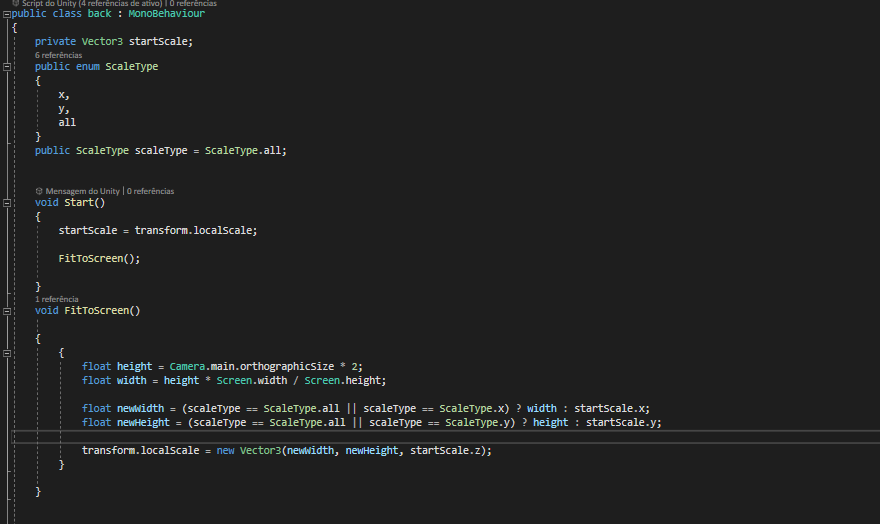 Script do Unity (4 referências de ativo) | 0 referências
public class back : MonoBehaviour
{
private Vector3 startScale;
6 referências
public enum ScaleType
{
x,
y,
all
}
public ScaleType scaleType = ScaleType.all;
Mensagem do Unity | 0 referências
void Start()
{
startScale = transform.localScale;
FitToScreen();
}
1 referência
void FitToScreen()
{
{
float height = Camera.main.orthographicSize * 2;
float width = height * Screen.width / Screen.height;
float newWidth = (scaleType == ScaleType.all || scaleType == ScaleType.x) ? width : startScale.x;
float newHeight = (scaleType == ScaleType.all || scaleType == ScaleType.y) ? height : startScale.y;
transform.localScale = new Vector3(newWidth, newHeight, startScale.z);
}
}